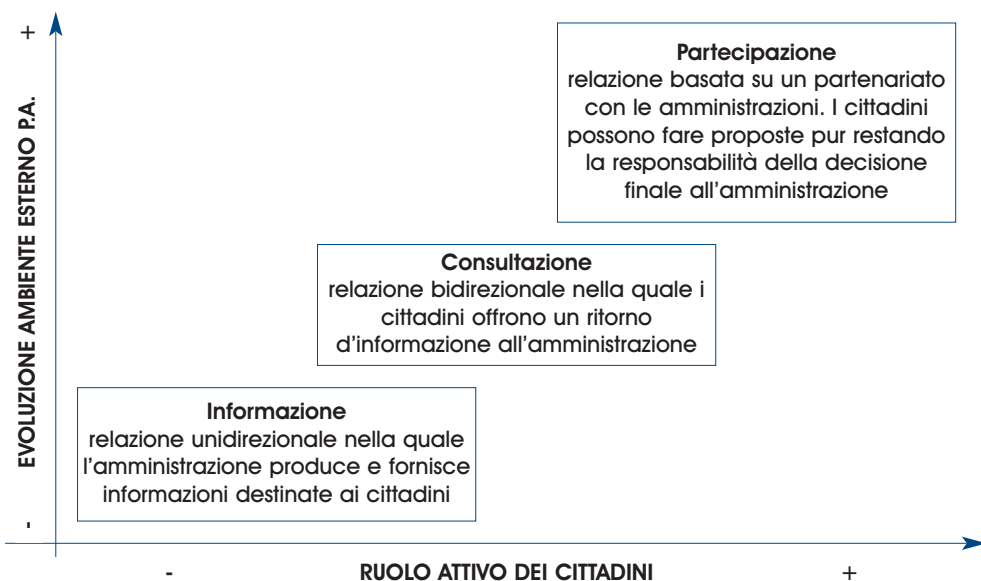 +
EVOLUZIONE AMBIENTE ESTERNO P.A.
-
Partecipazione
relazione basata su un partenariato
con le amministrazioni. I cittadini
possono fare proposte pur restando
la responsabilità della decisione
finale all'amministrazione
Consultazione
relazione bidirezionale nella quale i
cittadini offrono un ritorno
d'informazione all'amministrazione
Informazione
relazione unidirezionale nella quale
l'amministrazione produce e fornisce
informazioni destinate ai cittadini
- RUOLO ATTIVO DEI CITTADINI +